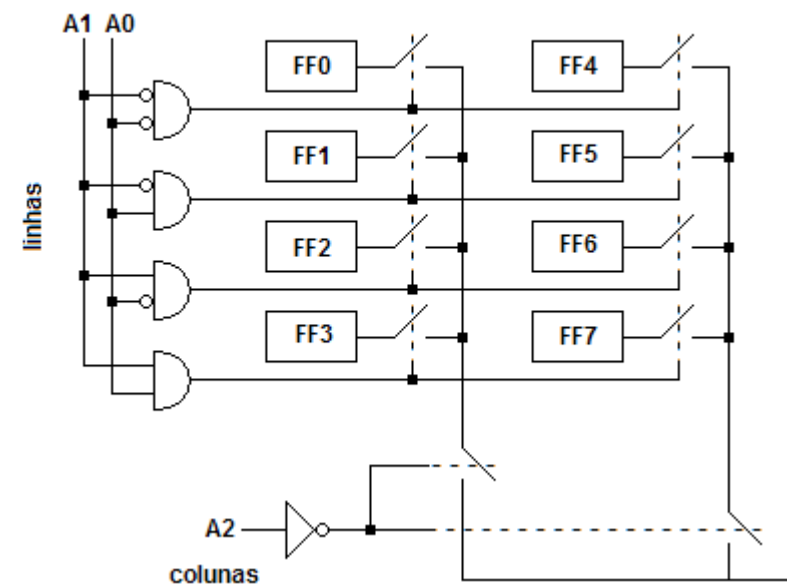 A1 A0
FF0 FF4
FF1 FF5
linhas
FF2 FF6
FF3 FF7
A2
colunas